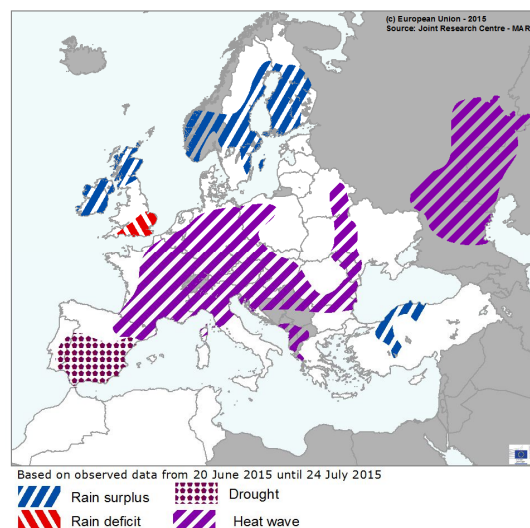 (c) European Union - 2015
Source: Joint Research Centre - MAR
Based on observed data from 20 June 2015 until 24 July 2015
Rain surplus
Drought
Rain deficit
Heat wave